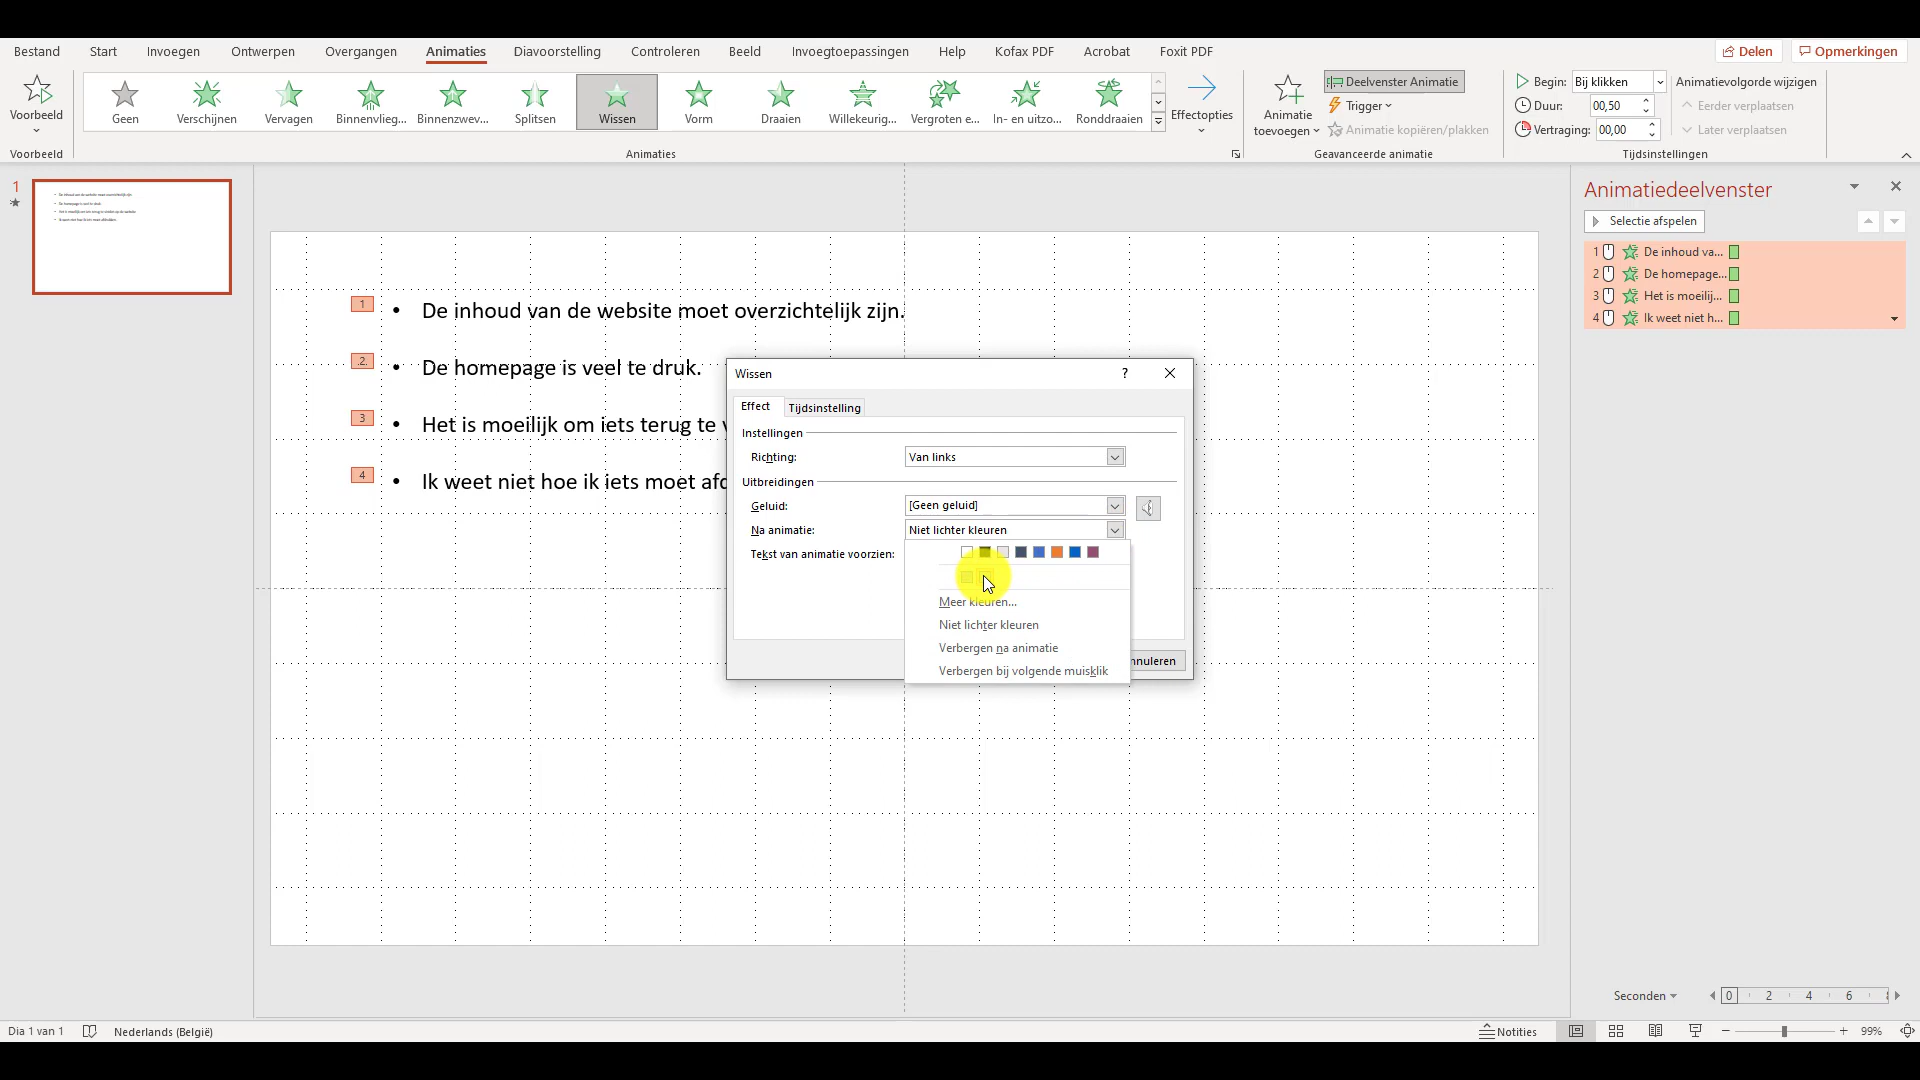 Bestand Start Invoegen Ontwerpen Overgangen Animaties Diavoorstelling Controleren Beeld Invoegtoepassingen Help Kofax PDF Acrobat Foxit PDF Delen Opmerkingen
Voorbeeld
Geen Verschijnen Vervagen Binnenvlieg... Binnenzwev... Splitsen Wissen Vorm Draaien Willekeurig... Vergroten e... In- en uitzo... Ronddraaien
Effectopties
Animatie toevoegen
Deelvenster Animatie
Trigger
Animatie kopiëren/plakken
Begin: Bij klikken
Duur: 00,50
Vertraging: 00,00
Animatievolgorde wijzigen
Eerder verplaatsen
Later verplaatsen
Voorbeeld Animaties Geavanceerde animatie Tijdsinstellingen
1
Animatiedeelvenster
Selectie afspelen
1 De inhoud va...
2 De homepage...
3 Het is moeilij...
4 Ik weet niet h...
1 • De inhoud van de website moet overzichtelijk zijn.
2 • De homepage is veel te druk.
3 • Het is moeilijk om iets terug te
4 • Ik weet niet hoe ik iets moet
Wissen ?
Effect Tijdsinstelling
Instellingen
Richting: Van links
Uitbreidingen
Geluid: [Geen geluid]
Na animatie: Niet lichter kleuren
Tekst van animatie voorzien:
Meer kleuren...
Niet lichter kleuren
Verbergen na animatie
Verbergen bij volgende muisklik
nnuleren
Seconden 0 2 4 6
Dia 1 van 1 Nederlands (België) Notities 99%